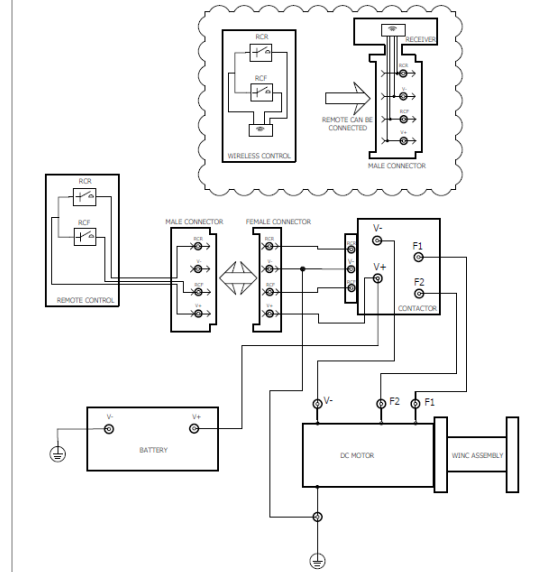 RCR
RCF
WIRELESS CONTROL
REMOTE CAN BE
CONNECTED
RECEIVER
RCR
V-
RCF
V+
MALE CONNECTOR
RCR
RCF
REMOTE CONTROL
MALE CONNECTOR
RCR
V-
RCF
V+
FEMALE CONNECTOR
RCR
V-
RCF
V+
RCR
V-
V-
V+
F1
F2
CONTACTOR
V-
V+
BATTERY
V-
F2
F1
DC MOTOR
WINC ASSEMBLY